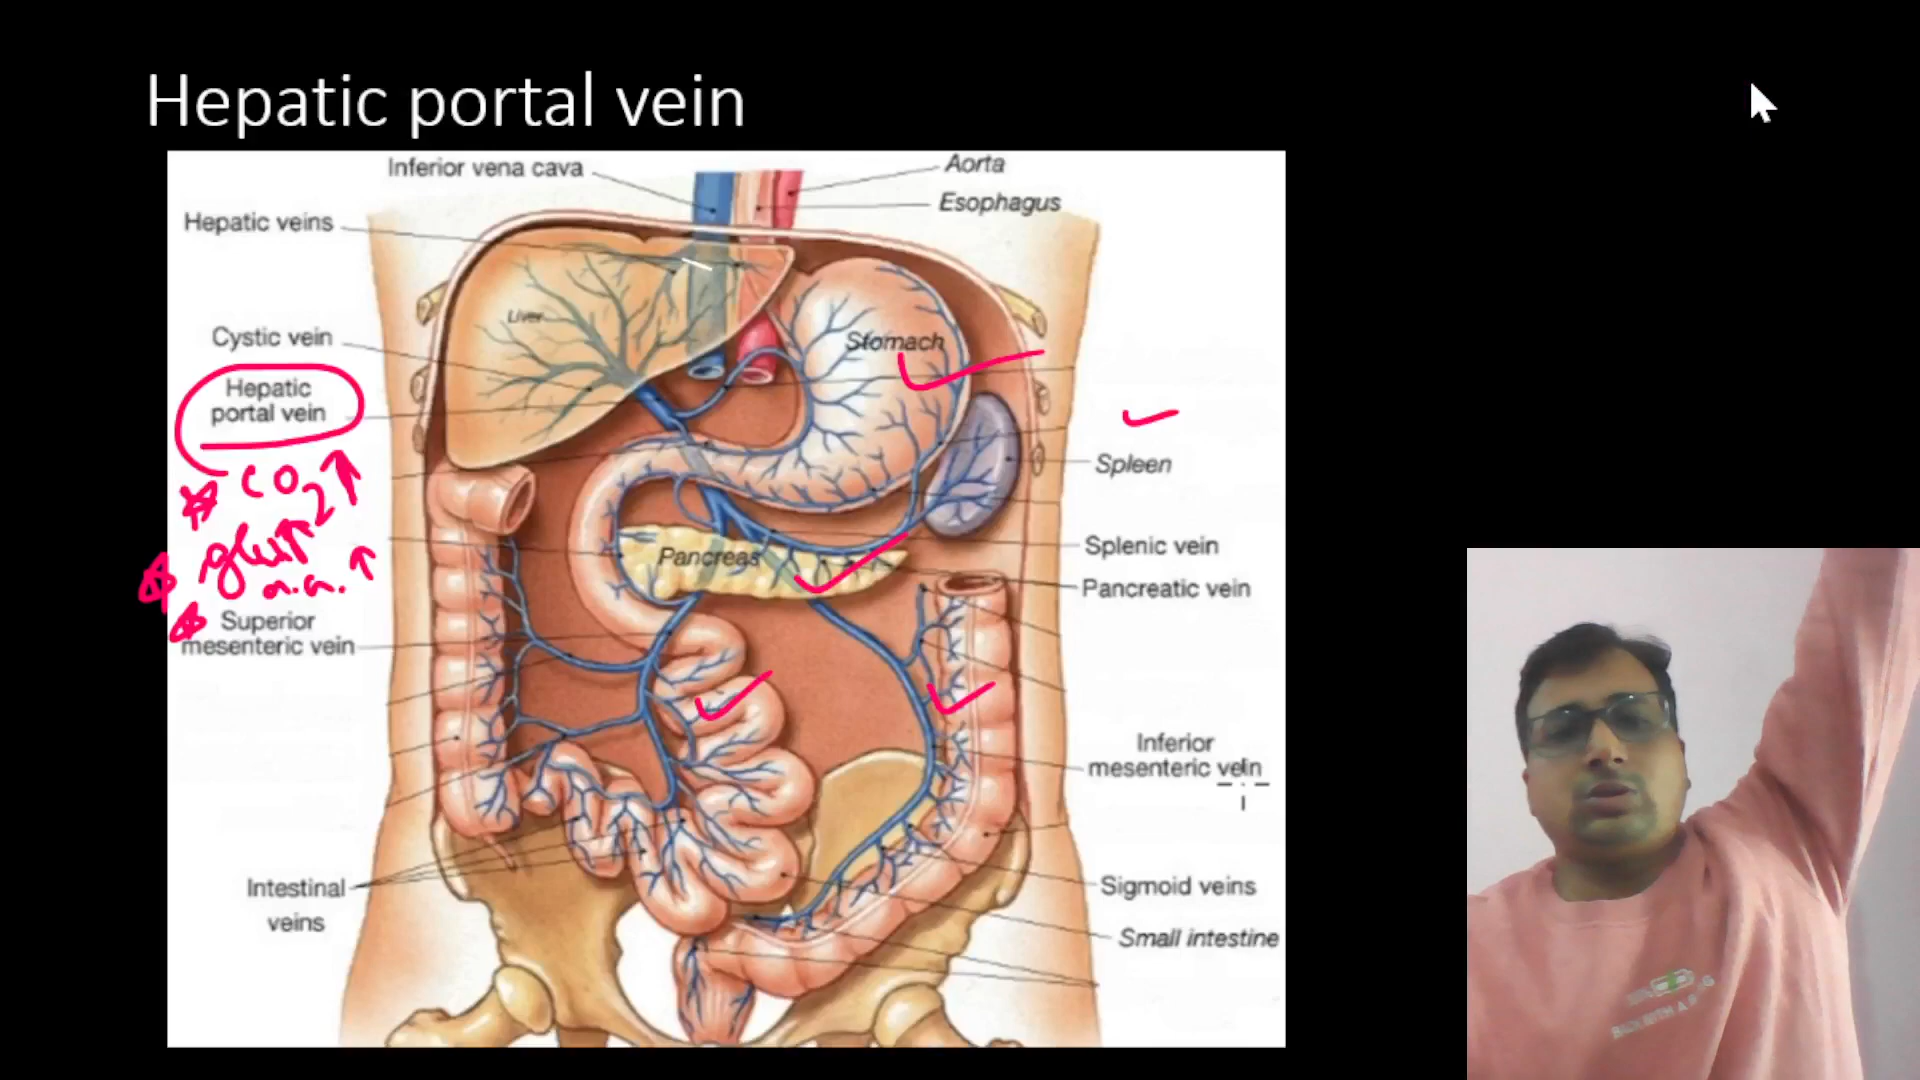 Hepatic portal vein
Inferior vena cava
Aorta
Esophagus
Hepatic veins
Liver
Cystic vein
Stomach
Hepatic
portal vein
CO2↑
Spleen
glu↑
a.a.↑
Splenic vein
Pancreas
Pancreatic vein
Superior
mesenteric vein
Inferior
mesenteric vein
Intestinal
veins
Sigmoid veins
Small intestine